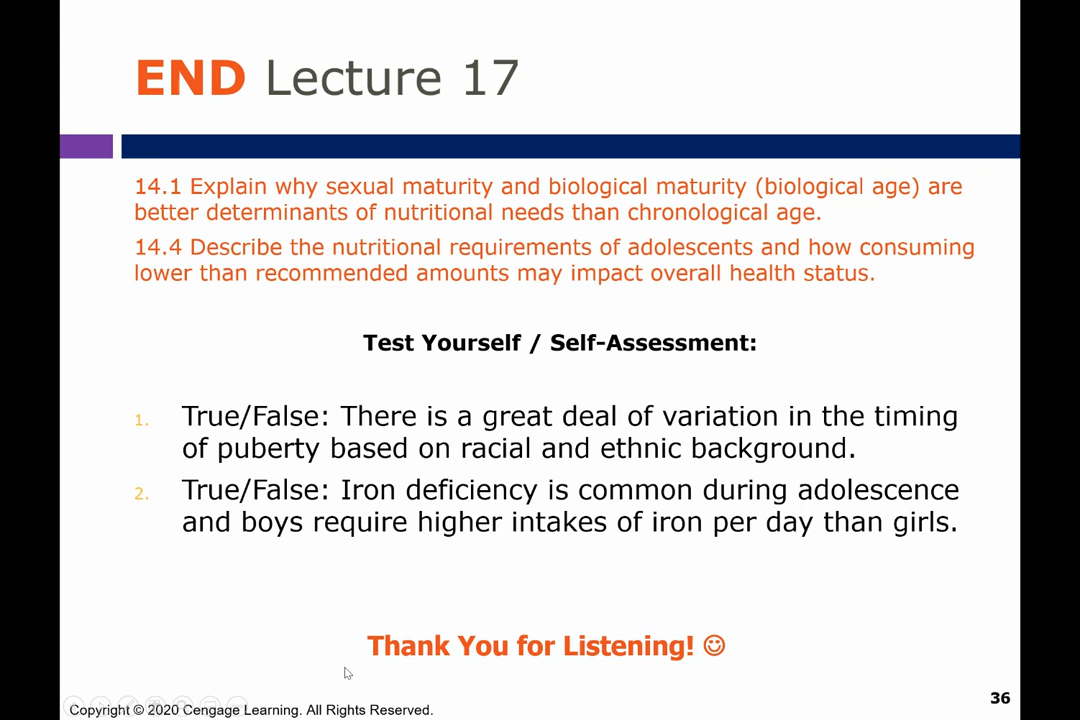 END Lecture 17
14.1 Explain why sexual maturity and biological maturity (biological age) are
better determinants of nutritional needs than chronological age.
14.4 Describe the nutritional requirements of adolescents and how consuming
lower than recommended amounts may impact overall health status.
Test Yourself / Self-Assessment:
1. True/False: There is a great deal of variation in the timing
of puberty based on racial and ethnic background.
2. True/False: Iron deficiency is common during adolescence
and boys require higher intakes of iron per day than girls.
Thank You for Listening! ☺
36
Copyright © 2020 Cengage Learning. All Rights Reserved.